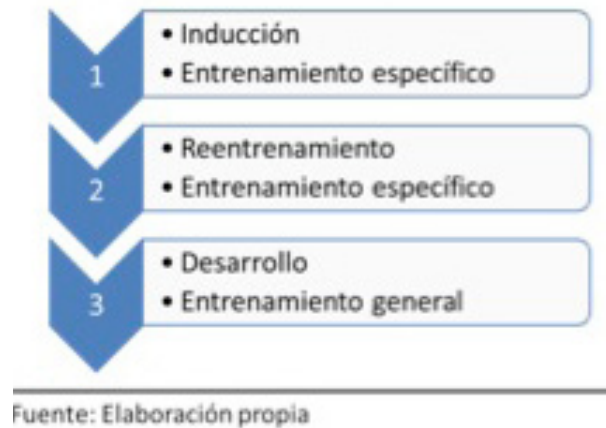 1
• Inducción
• Entrenamiento específico
2
• Reentrenamiento
• Entrenamiento específico
3
• Desarrollo
• Entrenamiento general
Fuente: Elaboración propia